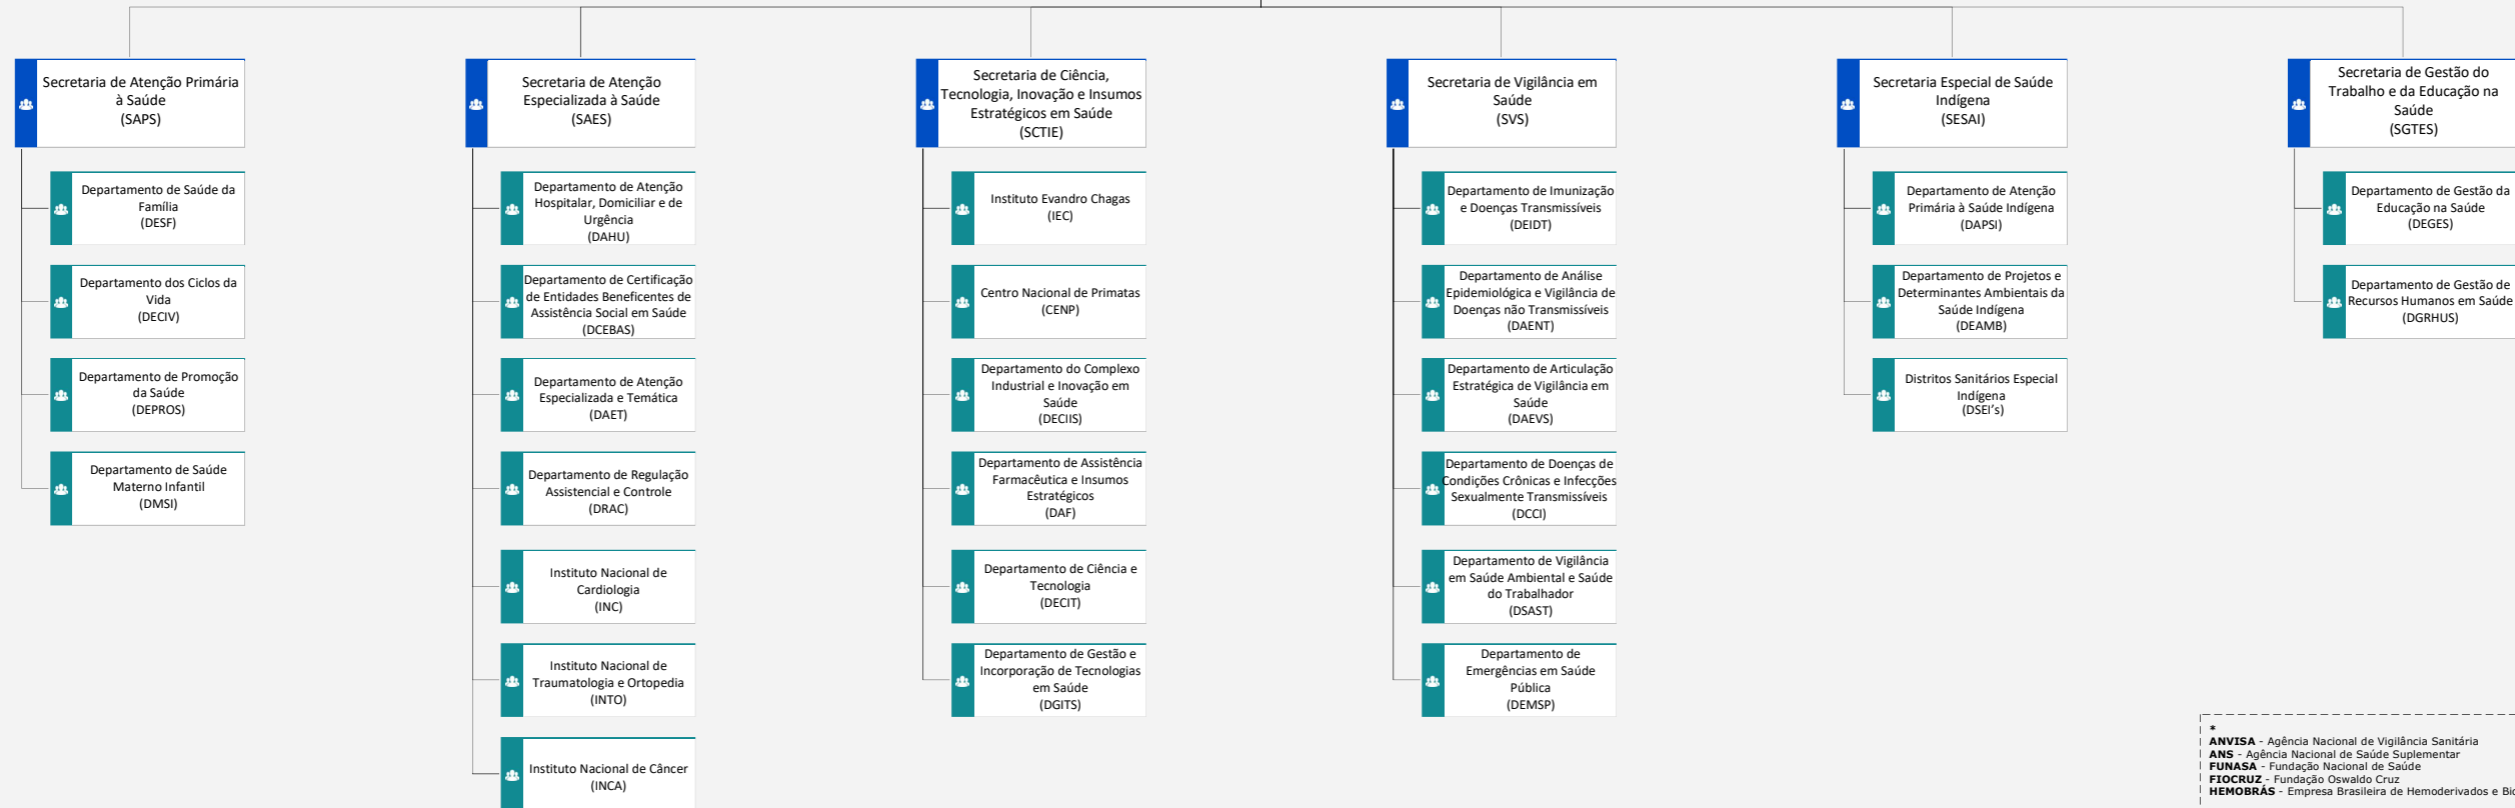 Secretaria de Atenção Primária
à Saúde
(SAPS)
Departamento de Saúde da
Família
(DESF)
Departamento dos Ciclos da
Vida
(DECIV)
Departamento de Promoção
da Saúde
(DEPROS)
Departamento de Saúde
Materno Infantil
(DMSI)
Secretaria de Atenção
Especializada à Saúde
(SAES)
Departamento de Atenção
Hospitalar, Domiciliar e de
Urgência
(DAHU)
Departamento de Certificação
de Entidades Beneficentes de
Assistência Social em Saúde
(DCEBAS)
Departamento de Atenção
Especializada e Temática
(DAET)
Departamento de Regulação
Assistencial e Controle
(DRAC)
Instituto Nacional de
Cardiologia
(INC)
Instituto Nacional de
Traumatologia e Ortopedia
(INTO)
Instituto Nacional de Câncer
(INCA)
Secretaria de Ciência,
Tecnologia, Inovação e Insumos
Estratégicos em Saúde
(SCTIE)
Instituto Evandro Chagas
(IEC)
Centro Nacional de Primatas
(CENP)
Departamento do Complexo
Industrial e Inovação em
Saúde
(DECIIS)
Departamento de Assistência
Farmacêutica e Insumos
Estratégicos
(DAF)
Departamento de Ciência e
Tecnologia
(DECIT)
Departamento de Gestão e
Incorporação de Tecnologias
em Saúde
(DGITS)
Secretaria de Vigilância em
Saúde
(SVS)
Departamento de Imunização
e Doenças Transmissíveis
(DEIDT)
Departamento de Análise
Epidemiológica e Vigilância de
Doenças não Transmissíveis
(DAENT)
Departamento de Articulação
Estratégica de Vigilância em
Saúde
(DAEVS)
Departamento de Doenças de
Condições Crônicas e Infecções
Sexualmente Transmissíveis
(DCCI)
Departamento de Vigilância
em Saúde Ambiental e Saúde
do Trabalhador
(DSAST)
Departamento de
Emergências em Saúde
Pública
(DEMSP)
Secretaria Especial de Saúde
Indígena
(SESAI)
Departamento de Atenção
Primária à Saúde Indígena
(DAPSI)
Departamento de Projetos e
Determinantes Ambientais da
Saúde Indígena
(DEAMB)
Distritos Sanitários Especial
Indígena
(DSEI's)
Secretaria de Gestão do
Trabalho e da Educação na
Saúde
(SGTES)
Departamento de Gestão da
Educação na Saúde
(DEGES)
Departamento de Gestão de
Recursos Humanos em Saúde
(DGRHUS)
*
ANVISA - Agência Nacional de Vigilância Sanitária
ANS - Agência Nacional de Saúde Suplementar
FUNASA - Fundação Nacional de Saúde
FIOCRUZ - Fundação Oswaldo Cruz
HEMOBRÁS - Empresa Brasileira de Hemoderivados e